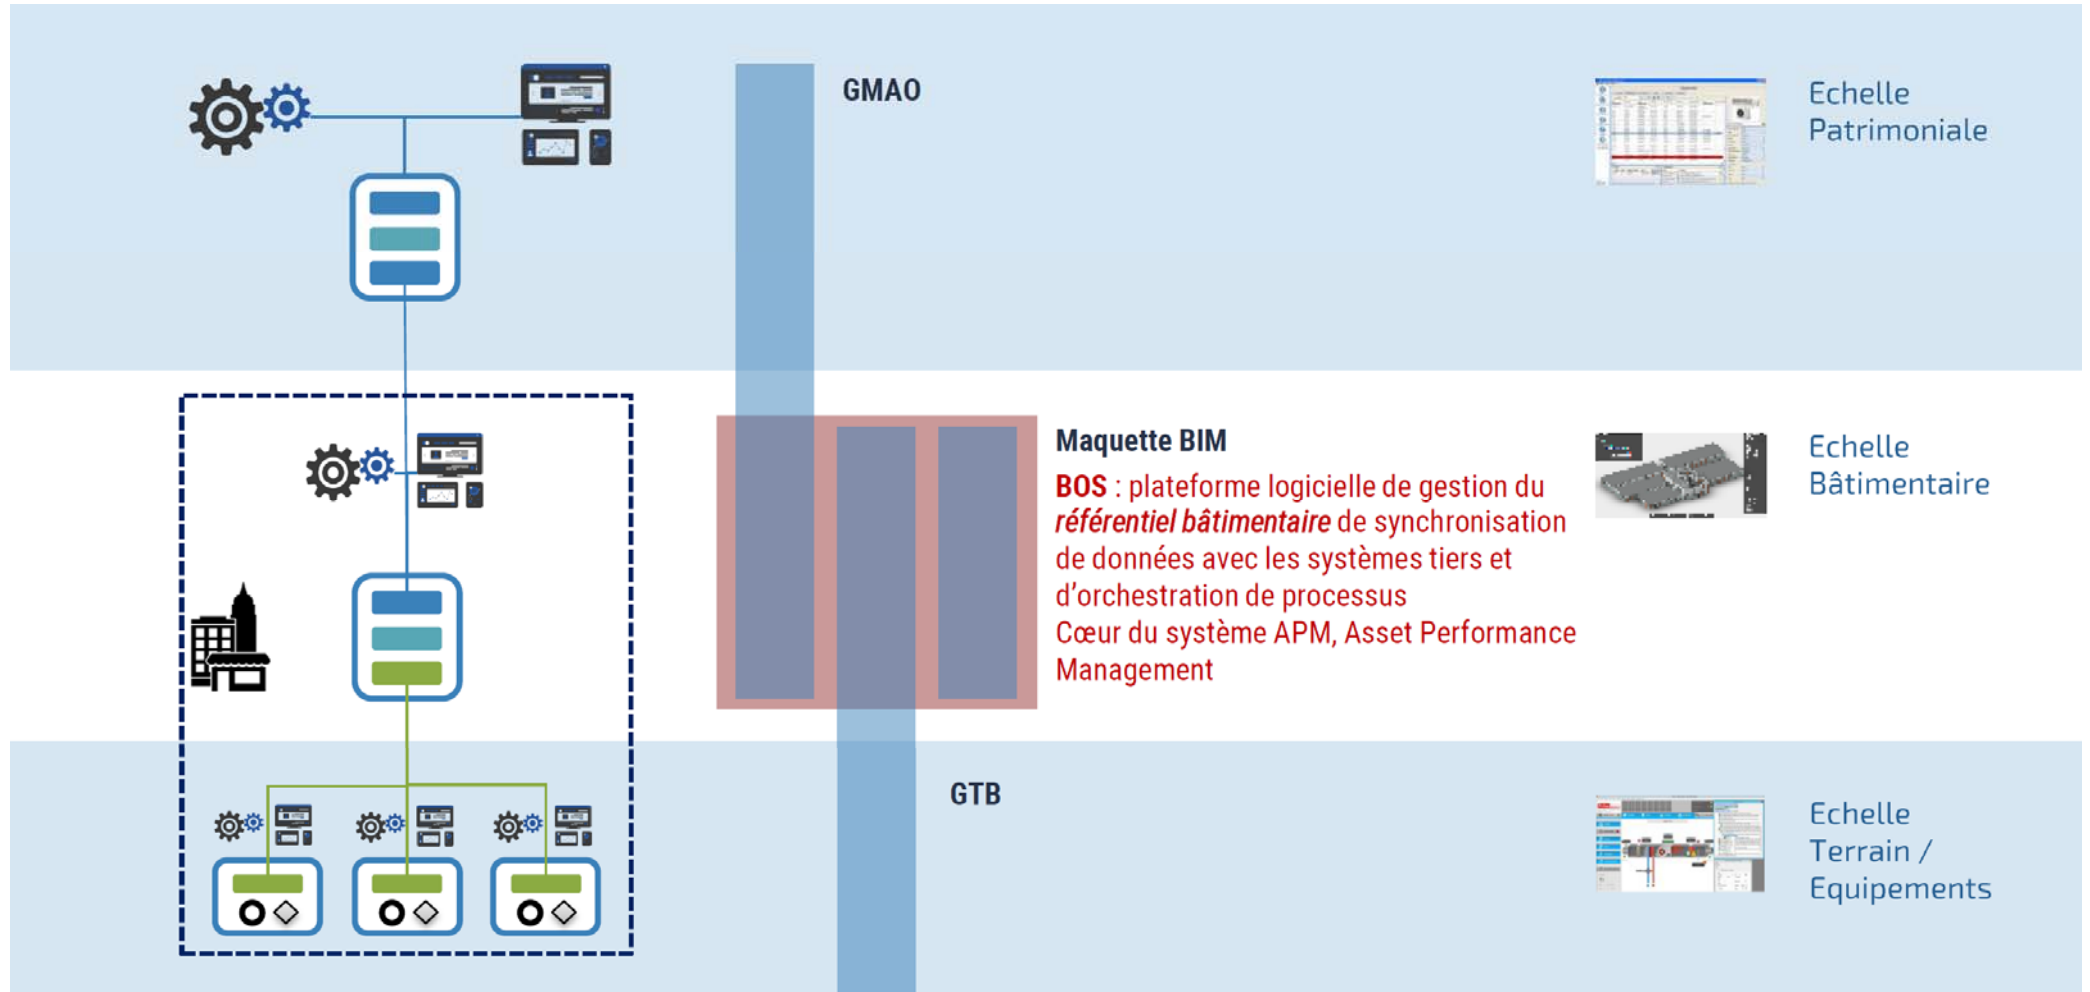 GMAO
Echelle
Patrimoniale
Maquette BIM
BOS : plateforme logicielle de gestion du
référentiel bâtimentaire de synchronisation
de données avec les systèmes tiers et
d’orchestration de processus
Cœur du système APM, Asset Performance
Management
Echelle
Bâtimentaire
GTB
Echelle
Terrain /
Equipements